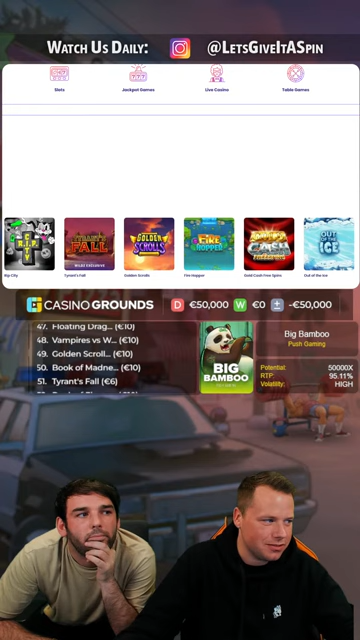 WATCH US DAILY: @LETSGIVEITASPIN
Slots Jackpot Games Live Casino Table Games
R.I.P. CITY
TYRANT'S FALL
GOLDEN SCROLLS
FIRE HOPPER
CASH
OUT OF THE ICE
Rip City Tyrant's Fall Golden Scrolls Fire Hopper Gold Cash Free Spins Out of the Ice
CG CASINO GROUNDS D €50,000 W €0 ± -€50,000
47. Floating Drag... (€10)
48. Vampires vs W... (€10)
49. Golden Scroll... (€10)
50. Book of Madne... (€10)
51. Tyrant's Fall (€6)
BIG BAMBOO
Big Bamboo
Push Gaming
Potential: 50000X
RTP: 95.11%
Volatility: HIGH